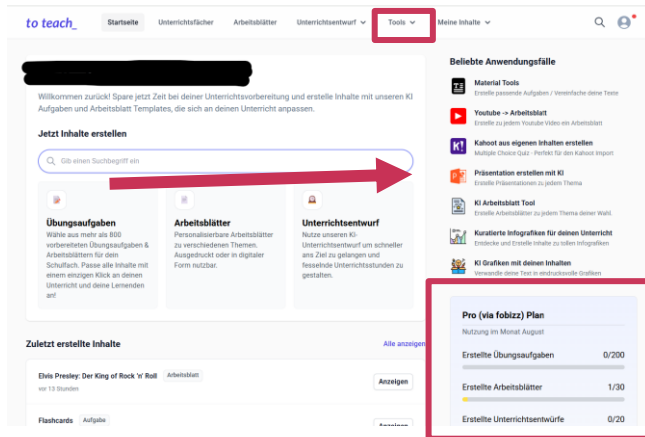 to teach_
Startseite
Unterrichtsfächer
Arbeitsblätter
Unterrichtsentwurf
Tools
Meine Inhalte
Willkommen zurück! Spare jetzt Zeit bei deiner Unterrichtsvorbereitung und erstelle Inhalte mit unseren KI
Aufgaben und Arbeitsblatt Templates, die sich an deinen Unterricht anpassen.
Jetzt Inhalte erstellen
Gib einen Suchbegriff ein
Übungsaufgaben
Wähle aus mehr als 800
vorbereiteten Übungsaufgaben &
Arbeitsblättern für dein
Schulfach. Passe alle Inhalte mit
einem einzigen Klick an deinen
Unterricht und deine Lernenden
an!
Arbeitsblätter
Personalisierbare Arbeitsblätter
zu verschiedenen Themen.
Ausgedruckt oder in digitaler
Form nutzbar.
Unterrichtsentwurf
Nutze unseren KI-
Unterrichtsentwurf um schneller
ans Ziel zu gelangen und
fesselnde Unterrichtsstunden zu
gestalten.
Zuletzt erstellte Inhalte
Alle anzeigen
Elvis Presley: Der King of Rock 'n' Roll
Arbeitsblatt
vor 13 Stunden
Anzeigen
Flashcards
Aufgabe
Anzeigen
Beliebte Anwendungsfälle
Material Tools
Erstelle passende Aufgaben / Vereinfache deine Texte
Youtube -> Arbeitsblatt
Erstelle zu jedem Youtube Video ein Arbeitsblatt
K!
Kahoot aus eigenen Inhalten erstellen
Multiple Choice Quiz - Perfekt für den Kahoot Import
Präsentation erstellen mit KI
Erstelle Präsentationen zu jedem Thema
KI Arbeitsblatt Tool
Erstelle Arbeitsblätter zu jedem Thema deiner Wahl.
Kuratierte Infografiken für deinen Unterricht
Entdecke und Erstelle Inhalte zu tollen Infografiken
KI Grafiken mit deinen Inhalten
Verwandle deine Text in eindrucksvolle Grafiken
Pro (via fobizz) Plan
Nutzung im Monat August
Erstellte Übungsaufgaben 0/200
Erstellte Arbeitsblätter 1/30
Erstellte Unterrichtsentwürfe 0/20